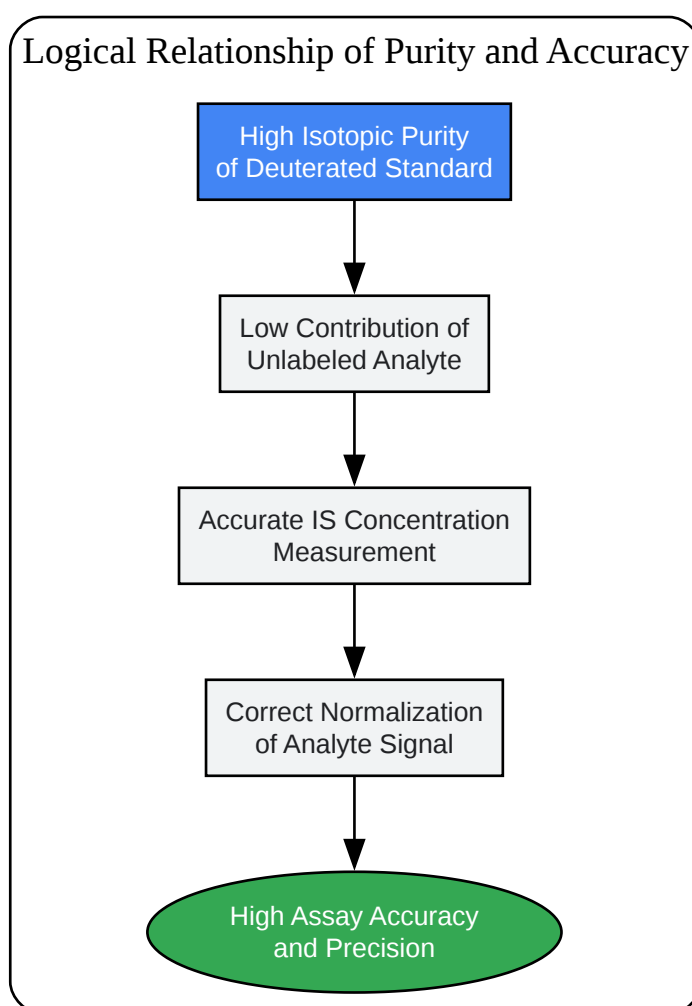 Logical Relationship of Purity and Accuracy
High Isotopic Purity
of Deuterated Standard
Low Contribution of
Unlabeled Analyte
Accurate IS Concentration
Measurement
Correct Normalization
of Analyte Signal
High Assay Accuracy
and Precision